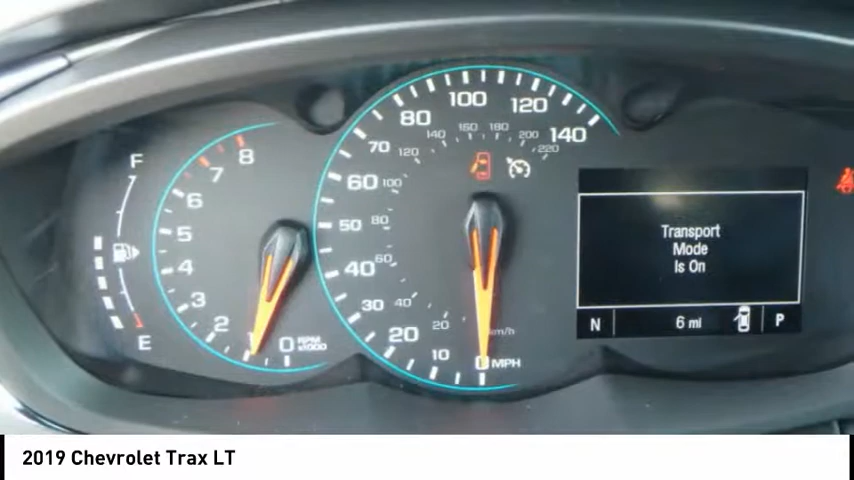 F
E
1 2 3 4 5 6 7 8
0 RPM x1000
0 10 20 30 40 50 60 70 80 100 120 140
20 40 60 80 100 120 140 160 180 200 220
km/h
MPH
Transport
Mode
Is On
N 6 mi P
2019 Chevrolet Trax LT